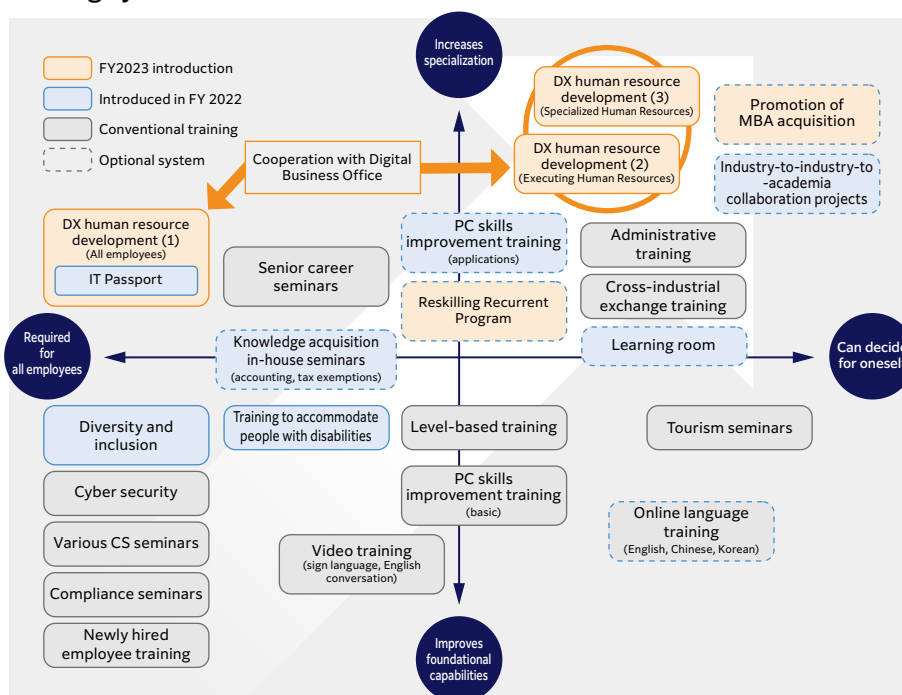 Increases
specialization
FY2023 introduction
Introduced in FY 2022
Conventional training
Optional system
Cooperation with Digital
Business Office
DX human resource
development (3)
(Specialized Human Resources)
DX human resource
development (2)
(Executing Human Resources)
Promotion of
MBA acquisition
Industry-to-industry-to
-academia
collaboration projects
DX human resource
development (1)
(All employees)
IT Passport
Senior career
seminars
PC skills
improvement training
(applications)
Administrative
training
Reskilling Recurrent
Program
Cross-industrial
exchange training
Required
for
all employees
Knowledge acquisition
in-house seminars
(accounting, tax exemptions)
Learning room
Can decide
for oneself
Diversity and
inclusion
Training to accommodate
people with disabilities
Level-based training
Tourism seminars
Cyber security
PC skills
improvement training
(basic)
Various CS seminars
Online language
training
(English, Chinese, Korean)
Video training
(sign language, English
conversation)
Compliance seminars
Newly hired
employee training
Improves
foundational
capabilities